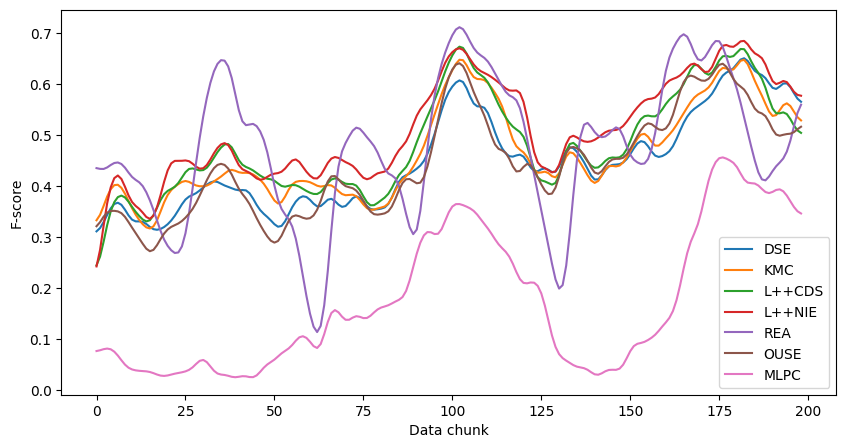 0.7
0.6
0.5
0.4
0.3
0.2
0.1
0.0
F-score
0 25 50 75 100 125 150 175 200
Data chunk
DSE
KMC
L++CDS
L++NIE
REA
OUSE
MLPC